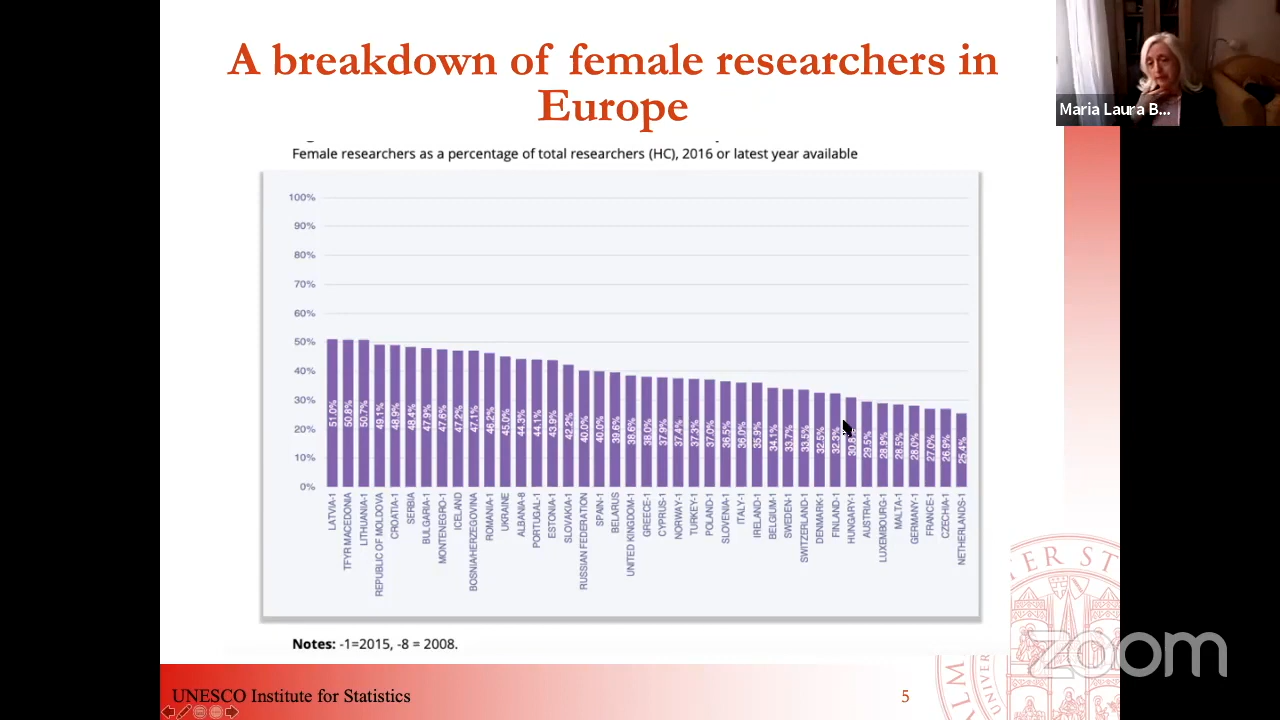 A breakdown of female researchers in
Europe
Maria Laura B...
Female researchers as a percentage of total researchers (HC), 2016 or latest year available
100%
90%
80%
70%
60%
50%
40%
30%
20%
10%
0%
51.0%
50.8%
50.7%
49.1%
48.9%
48.4%
47.9%
47.6%
47.2%
47.1%
46.2%
45.0%
44.3%
44.1%
43.9%
42.2%
40.0%
40.0%
39.6%
38.6%
38.0%
37.9%
37.4%
37.3%
37.0%
36.5%
36.0%
35.9%
34.1%
33.7%
33.5%
32.5%
32.3%
29.5%
28.9%
28.5%
28.0%
27.0%
26.9%
25.4%
LATVIA-1
TFYR MACEDONIA
LITHUANIA-1
REPUBLIC OF MOLDOVA
CROATIA-1
SERBIA
BULGARIA-1
MONTENEGRO-1
ICELAND
BOSNIA/HERZEGOVINA
ROMANIA-1
UKRAINE
ALBANIA-8
PORTUGAL-1
ESTONIA-1
SLOVAKIA-1
RUSSIAN FEDERATION
SPAIN-1
BELARUS
UNITED KINGDOM-1
GREECE-1
CYPRUS-1
NORWAY-1
TURKEY-1
POLAND-1
SLOVENIA-1
ITALY-1
IRELAND-1
BELGIUM-1
SWEDEN-1
SWITZERLAND-1
DENMARK-1
FINLAND-1
HUNGARY-1
AUSTRIA-1
LUXEMBOURG-1
MALTA-1
GERMANY-1
FRANCE-1
CZECHIA-1
NETHERLANDS-1
Notes: -1=2015, -8 = 2008.
UNESCO Institute for Statistics
5
zoom